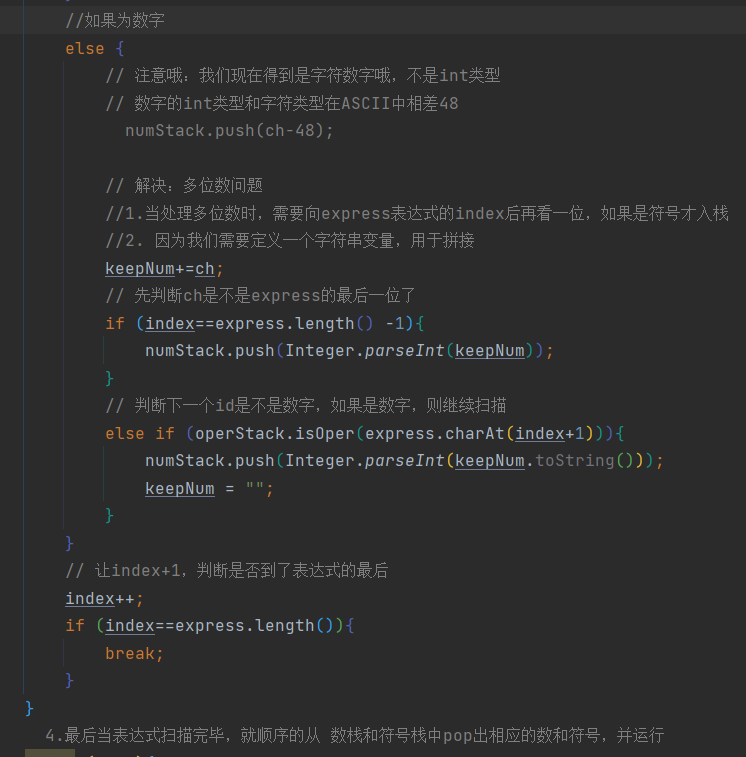 //如果为数字
else {
// 注意哦：我们现在得到是字符数字哦，不是int类型
// 数字的int类型和字符类型在ASCII中相差48
numStack.push(ch-48);
// 解决：多位数问题
//1.当处理多位数时，需要向express表达式的index后再看一位，如果是符号才入栈
//2. 因为我们需要定义一个字符串变量，用于拼接
keepNum+=ch;
// 先判断ch是不是express的最后一位了
if (index==express.length() -1){
numStack.push(Integer.parseInt(keepNum));
}
// 判断下一个id是不是数字，如果是数字，则继续扫描
else if (operStack.isOper(express.charAt(index+1))){
numStack.push(Integer.parseInt(keepNum.toString()));
keepNum = "";
}
}
// 让index+1，判断是否到了表达式的最后
index++;
if (index==express.length()){
break;
}
}
4.最后当表达式扫描完毕，就顺序的从 数栈和符号栈中pop出相应的数和符号，并运行